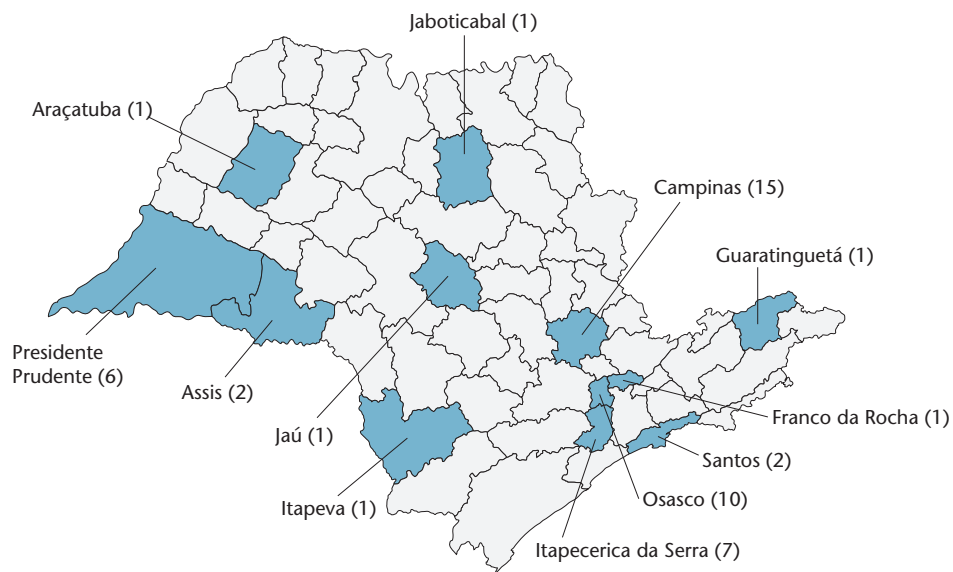 Jaboticabal (1)
Araçatuba (1)
Campinas (15)
Guaratinguetá (1)
Presidente
Prudente (6)
Assis (2)
Franco da Rocha (1)
Jaú (1)
Santos (2)
Osasco (10)
Itapeva (1)
Itapecerica da Serra (7)